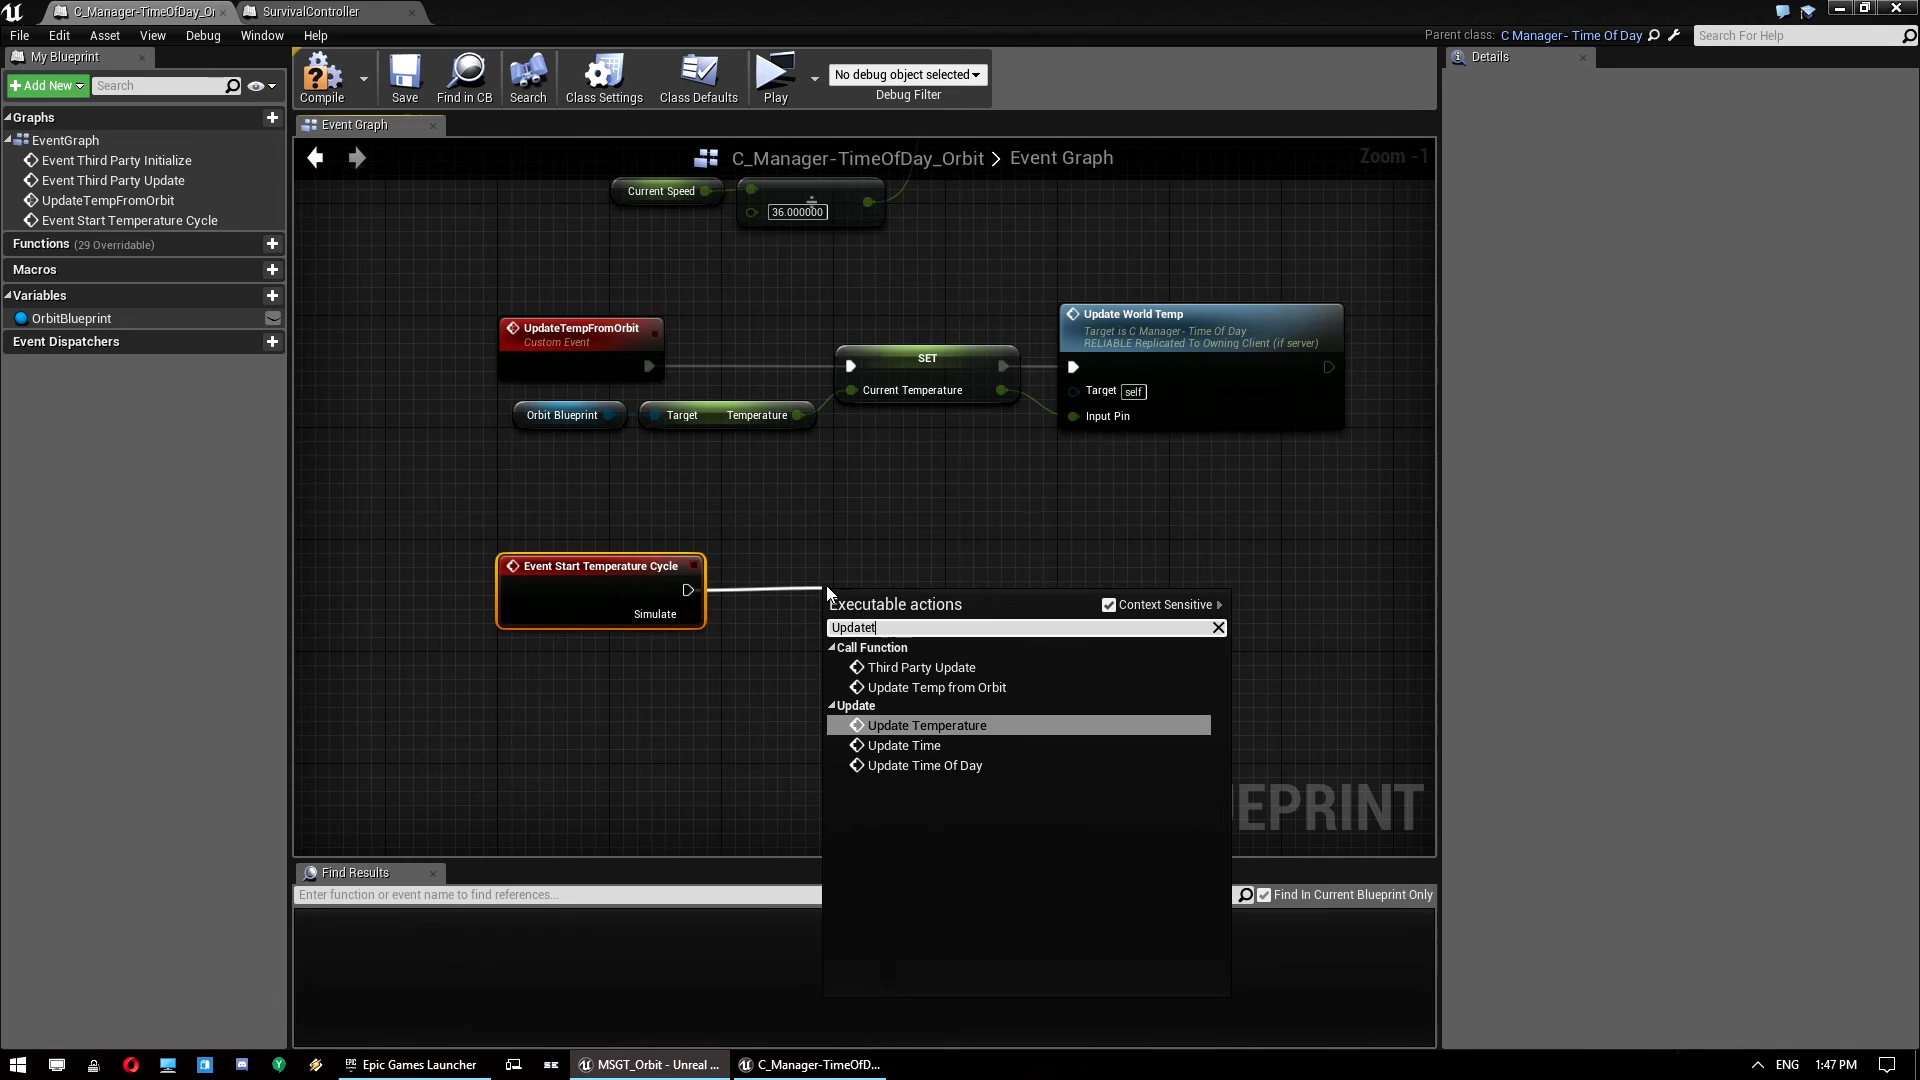 C_Manager-TimeOfDay_Or
SurvivalController
File Edit Asset View Debug Window Help
Parent class: C Manager- Time Of Day
Search For Help
My Blueprint
Add New
Search
Graphs
EventGraph
Event Third Party Initialize
Event Third Party Update
UpdateTempFromOrbit
Event Start Temperature Cycle
Functions (29 Overridable)
Macros
Variables
OrbitBlueprint
Event Dispatchers
Compile
Save
Find in CB
Search
Class Settings
Class Defaults
Play
No debug object selected
Debug Filter
Details
Event Graph
C_Manager-TimeOfDay_Orbit > Event Graph
Zoom -1
Current Speed
÷
36.000000
UpdateTempFromOrbit
Custom Event
Orbit Blueprint
Target Temperature
SET
Current Temperature
Update World Temp
Target is C Manager- Time Of Day
RELIABLE Replicated To Owning Client (if server)
Target self
Input Pin
Event Start Temperature Cycle
Simulate
Executable actions
Context Sensitive
Updatet
Call Function
Third Party Update
Update Temp from Orbit
Update
Update Temperature
Update Time
Update Time Of Day
EPRINT
Find Results
Enter function or event name to find references...
Find In Current Blueprint Only
Epic Games Launcher
MSGT_Orbit - Unreal ...
C_Manager-TimeOfD...
ENG
1:47 PM